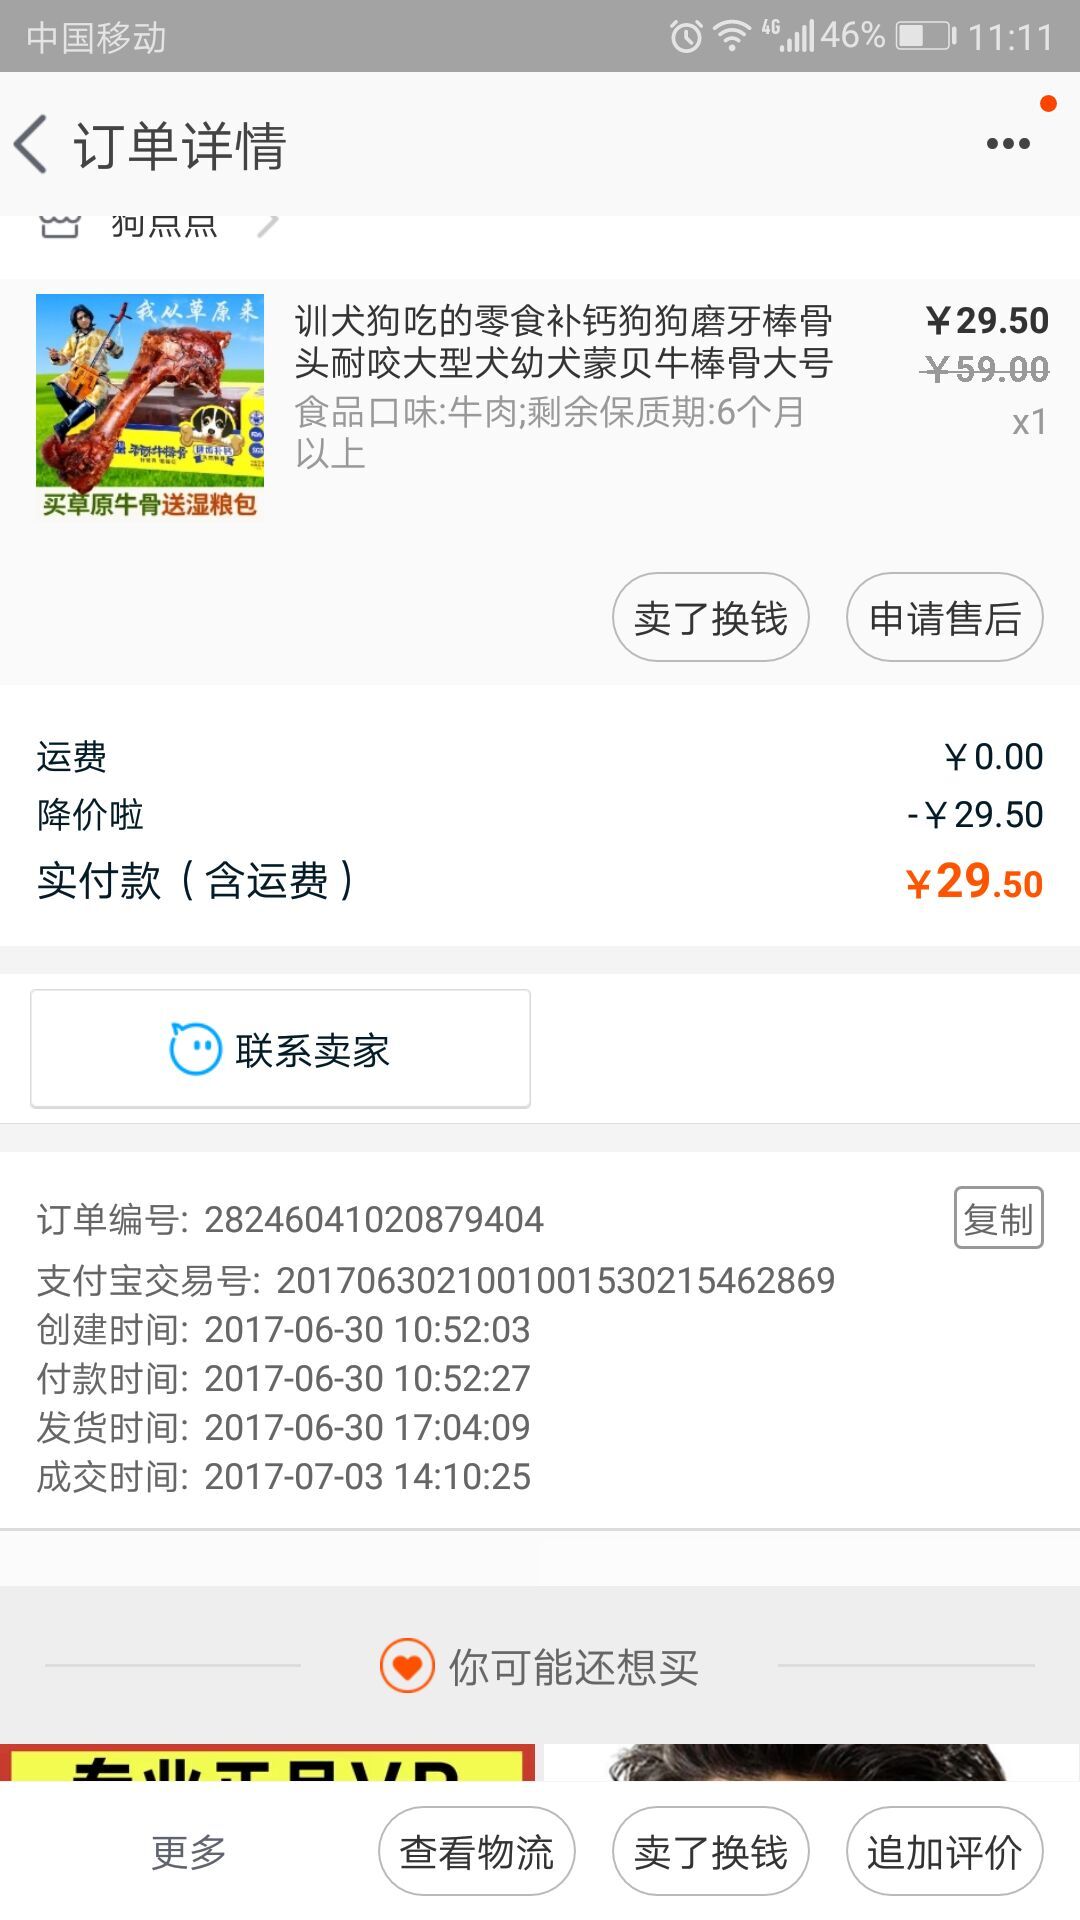 中国移动 4G 46% 11:11
订单详情
狗点点
我从草原来
买草原牛骨送湿粮包
训犬狗吃的零食补钙狗狗磨牙棒骨
头耐咬大型犬幼犬蒙贝牛棒骨大号
食品口味:牛肉;剩余保质期:6个月
以上
￥29.50
￥59.00
x1
卖了换钱 申请售后
运费 ￥0.00
降价啦 -￥29.50
实付款（含运费） ￥29.50
联系卖家
订单编号: 28246041020879404 复制
支付宝交易号: 2017063021001001530215462869
创建时间: 2017-06-30 10:52:03
付款时间: 2017-06-30 10:52:27
发货时间: 2017-06-30 17:04:09
成交时间: 2017-07-03 14:10:25
你可能还想买
更多 查看物流 卖了换钱 追加评价